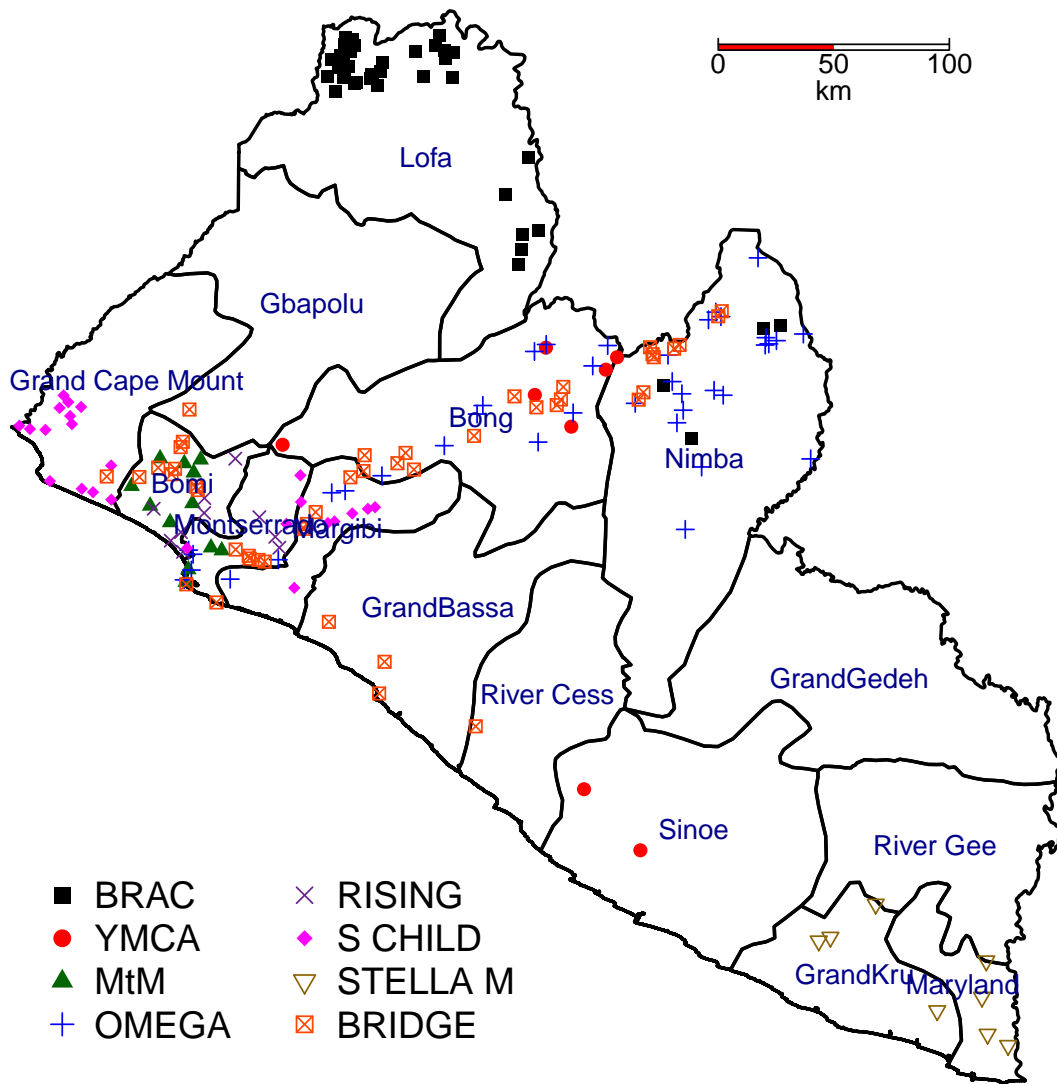 0 50 100
km
Lofa
Gbapolu
Grand Cape Mount
Bong
Nimba
Bomi
Montserrado
Margibi
GrandBassa
River Cess
GrandGedeh
Sinoe
River Gee
GrandKru
Maryland
BRAC
YMCA
MtM
OMEGA
RISING
S CHILD
STELLA M
BRIDGE